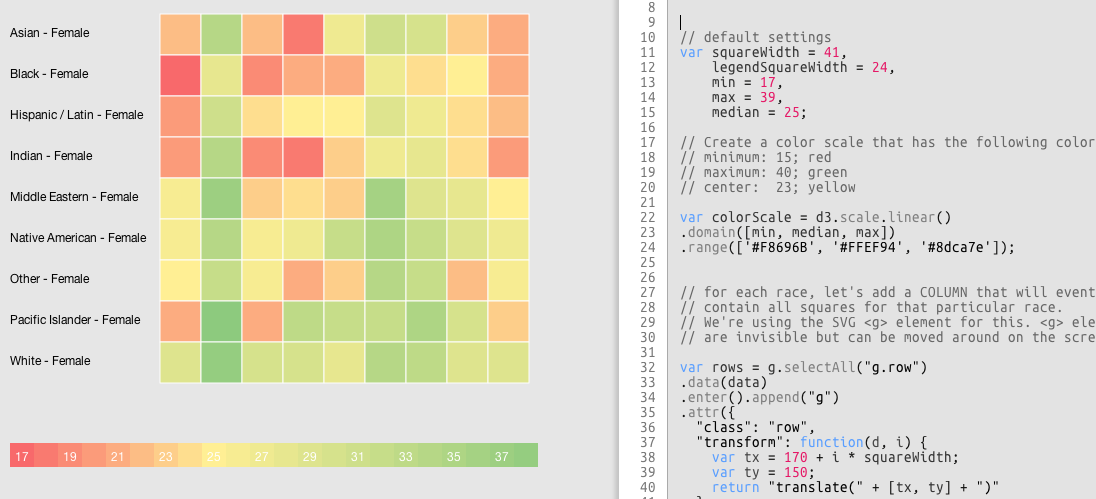 Asian - Female
Black - Female
Hispanic / Latin - Female
Indian - Female
Middle Eastern - Female
Native American - Female
Other - Female
Pacific Islander - Female
White - Female
17 19 21 23 25 27 29 31 33 35 37
8
9
10 // default settings
11 var squareWidth = 41,
12 legendSquareWidth = 24,
13 min = 17,
14 max = 39,
15 median = 25;
16
17 // Create a color scale that has the following color
18 // minimum: 15; red
19 // maximum: 40; green
20 // center:  23; yellow
21
22 var colorScale = d3.scale.linear()
23 .domain([min, median, max])
24 .range(['#F8696B', '#FFEF94', '#8dca7e']);
25
26
27 // for each race, let's add a COLUMN that will event
28 // contain all squares for that particular race.
29 // We're using the SVG <g> element for this. <g> ele
30 // are invisible but can be moved around on the scre
31
32 var rows = g.selectAll("g.row")
33 .data(data)
34 .enter().append("g")
35 .attr({
36 "class": "row",
37 "transform": function(d, i) {
38 var tx = 170 + i * squareWidth;
39 var ty = 150;
40 return "translate(" + [tx, ty] + ")"